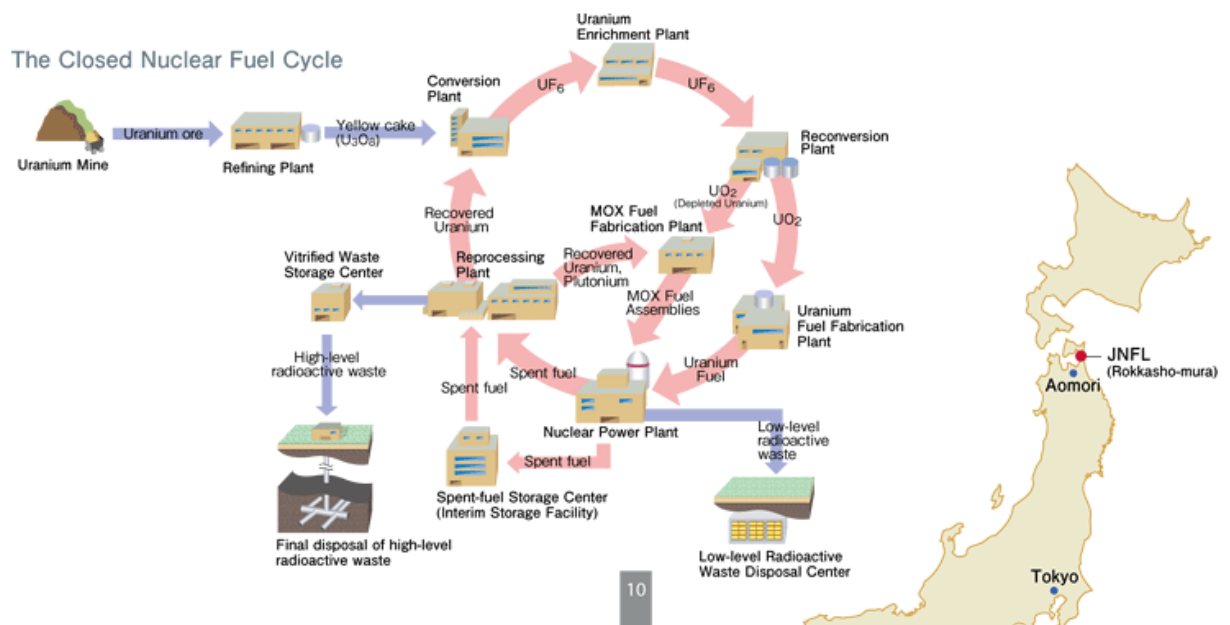 The Closed Nuclear Fuel Cycle
Uranium
Enrichment Plant
Conversion
Plant
UF6
UF6
Uranium ore
Yellow cake
(U3O8)
Uranium Mine
Refining Plant
Reconversion
Plant
UO2
(Depleted Uranium)
UO2
Recovered
Uranium
MOX Fuel
Fabrication Plant
Vitrified Waste
Storage Center
Reprocessing
Plant
Recovered
Uranium,
Plutonium
MOX Fuel
Assemblies
Uranium
Fuel Fabrication
Plant
High-level
radioactive waste
Spent fuel
Spent fuel
Uranium
Fuel
Nuclear Power Plant
Low-level
radioactive
waste
Spent fuel
Spent-fuel Storage Center
(Interim Storage Facility)
Final disposal of high-level
radioactive waste
Low-level Radioactive
Waste Disposal Center
10
JNFL
(Rokkasho-mura)
Aomori
Tokyo